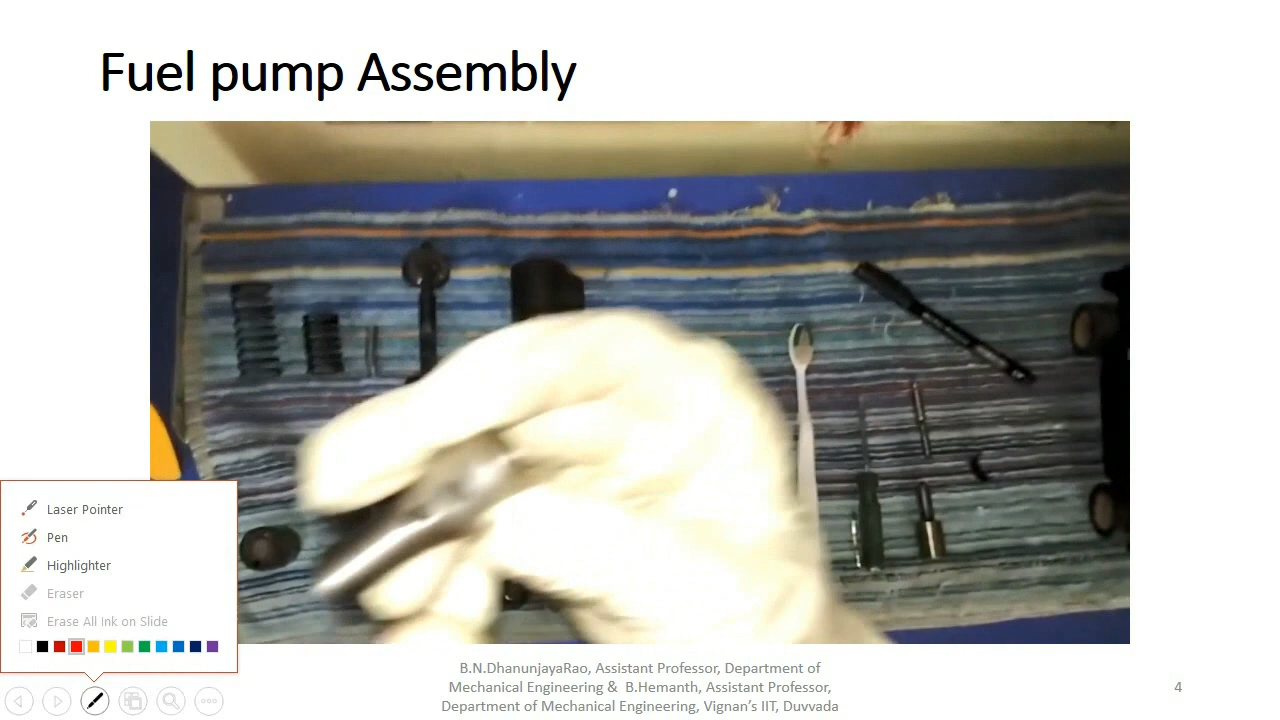 Fuel pump Assembly
Laser Pointer
Pen
Highlighter
Eraser
Erase All Ink on Slide
B.N.DhanunjayaRao, Assistant Professor, Department of
Mechanical Engineering & B.Hemanth, Assistant Professor,
Department of Mechanical Engineering, Vignan's IIT, Duvvada
4